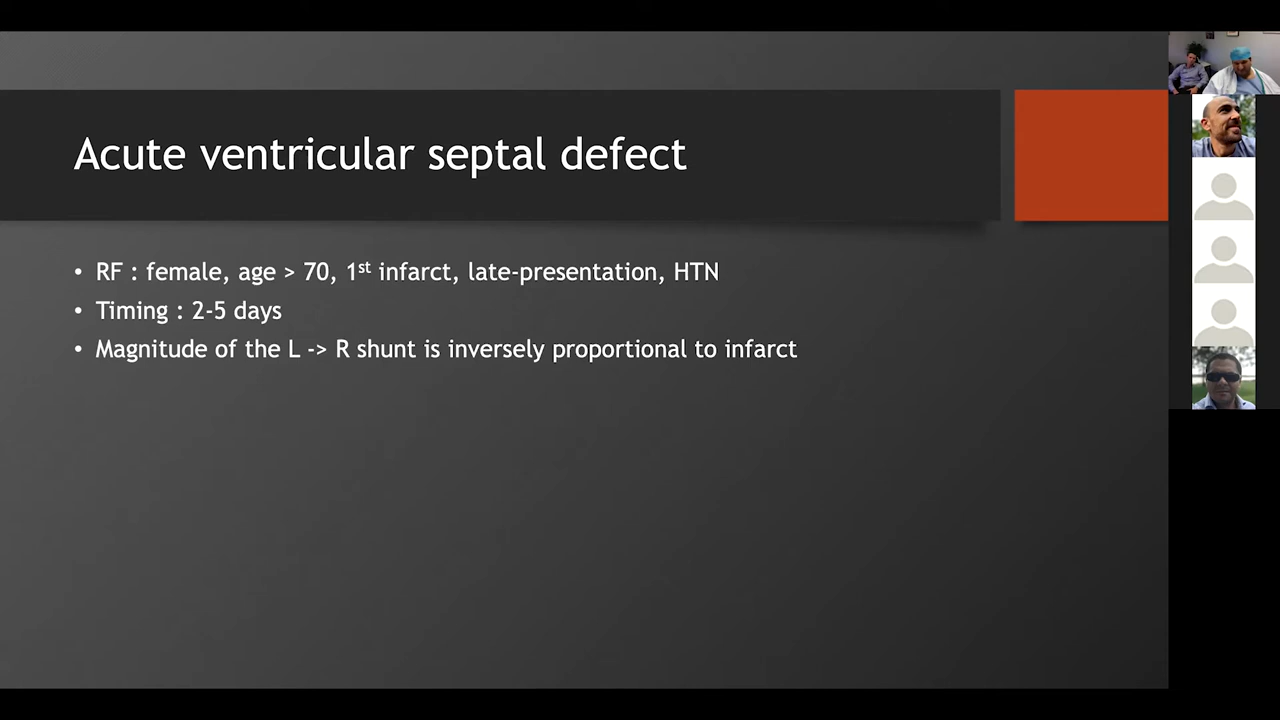 Acute ventricular septal defect
• RF : female, age > 70, 1st infarct, late-presentation, HTN
• Timing : 2-5 days
• Magnitude of the L -> R shunt is inversely proportional to infarct